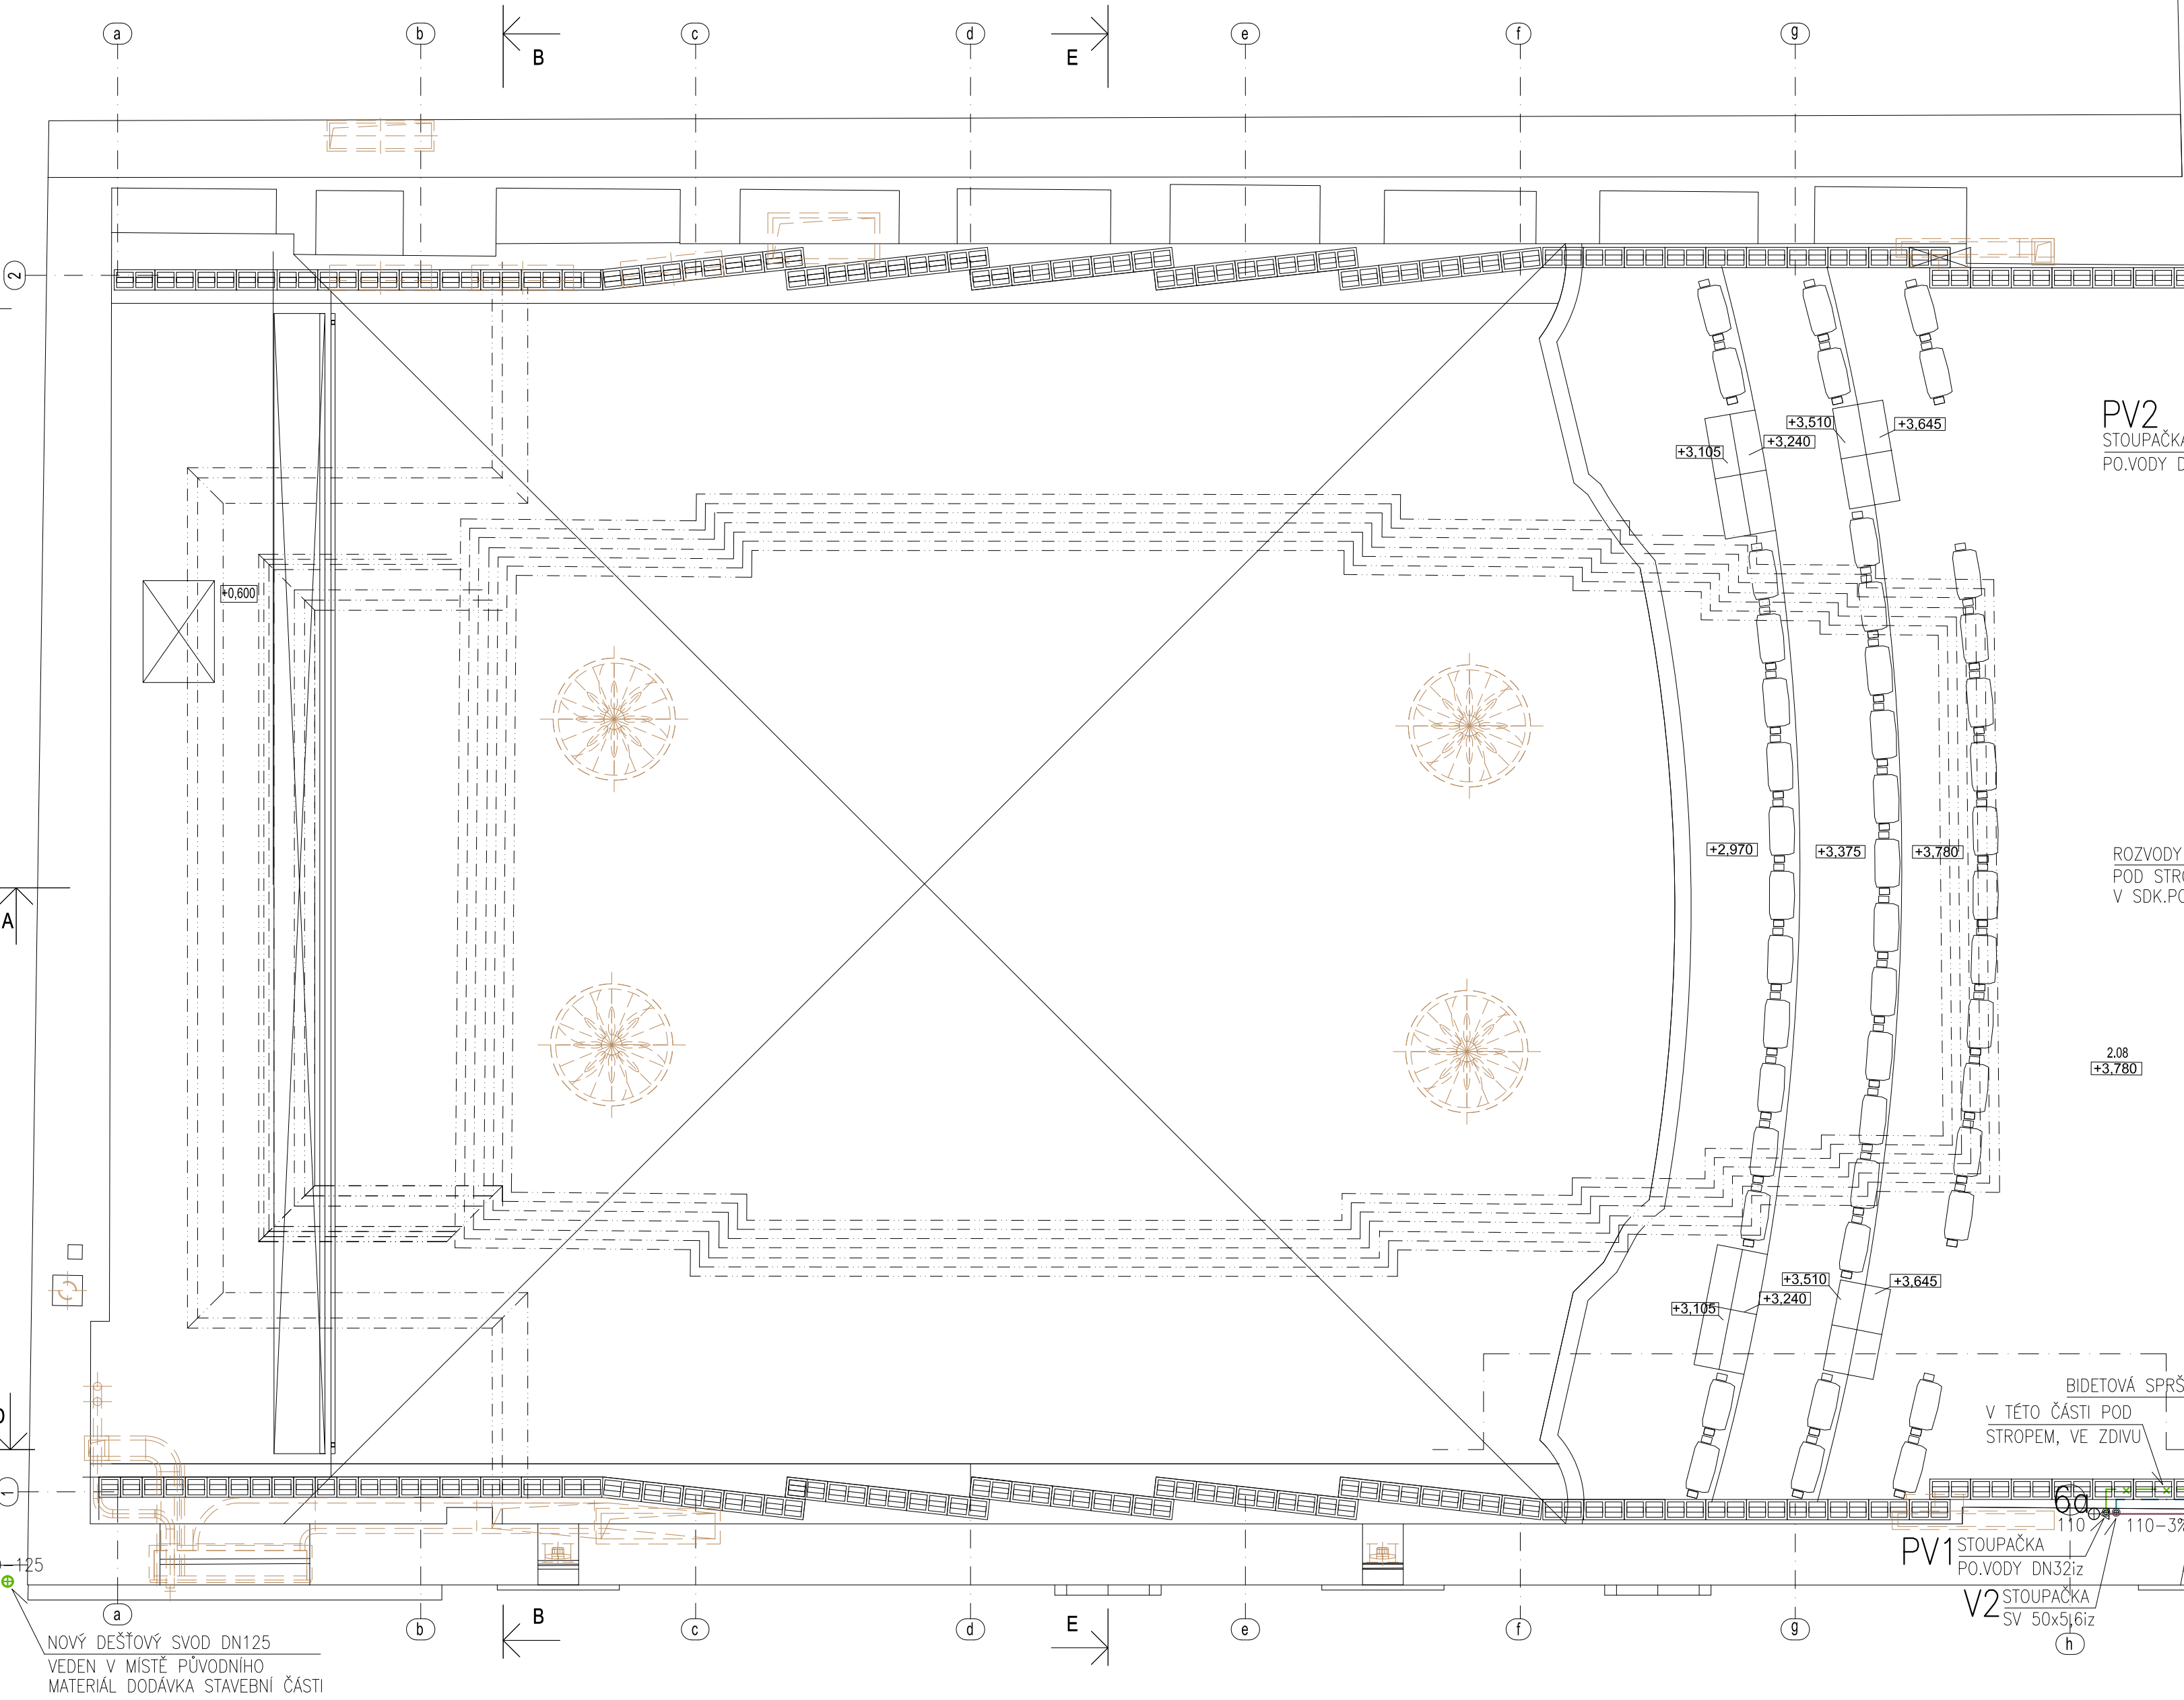 a
b
c
d
e
f
g
B
E
2
PV2
STOUPAČKA
PO.VODY
+3,510
+3,645
+3,240
+3,105
+0,600
+2,970
+3,375
+3,780
ROZVODY
POD
V SDK.
A
2.08
+3,780
+3,510
+3,645
+3,240
+3,105
BIDETOVÁ
V TÉTO ČÁSTI POD
STROPEM, VE ZDIVU
1
6a
110
110-3%
PV1
STOUPAČKA
PO.VODY DN32iz
V2
STOUPAČKA
SV 50x5,6iz
-125
a
b
B
c
d
E
e
f
g
h
NOVÝ DEŠŤOVÝ SVOD DN125
VEDEN V MÍSTĚ PŮVODNÍHO
MATERIÁL DODÁVKA STAVEBNÍ ČÁSTI